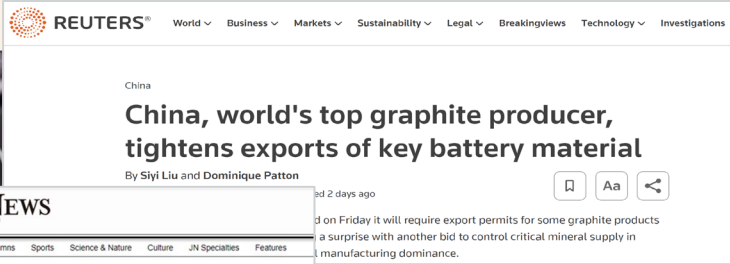 REUTERS®
World Business Markets Sustainability Legal Breakingviews Technology Investigations
China
China, world's top graphite producer,
tightens exports of key battery material
By Siyi Liu and Dominique Patton
2 days ago
Aa
NEWS
on Friday it will require export permits for some graphite products
a surprise with another bid to control critical mineral supply in
manufacturing dominance.
Sports Science & Nature Culture JN Specialties Features